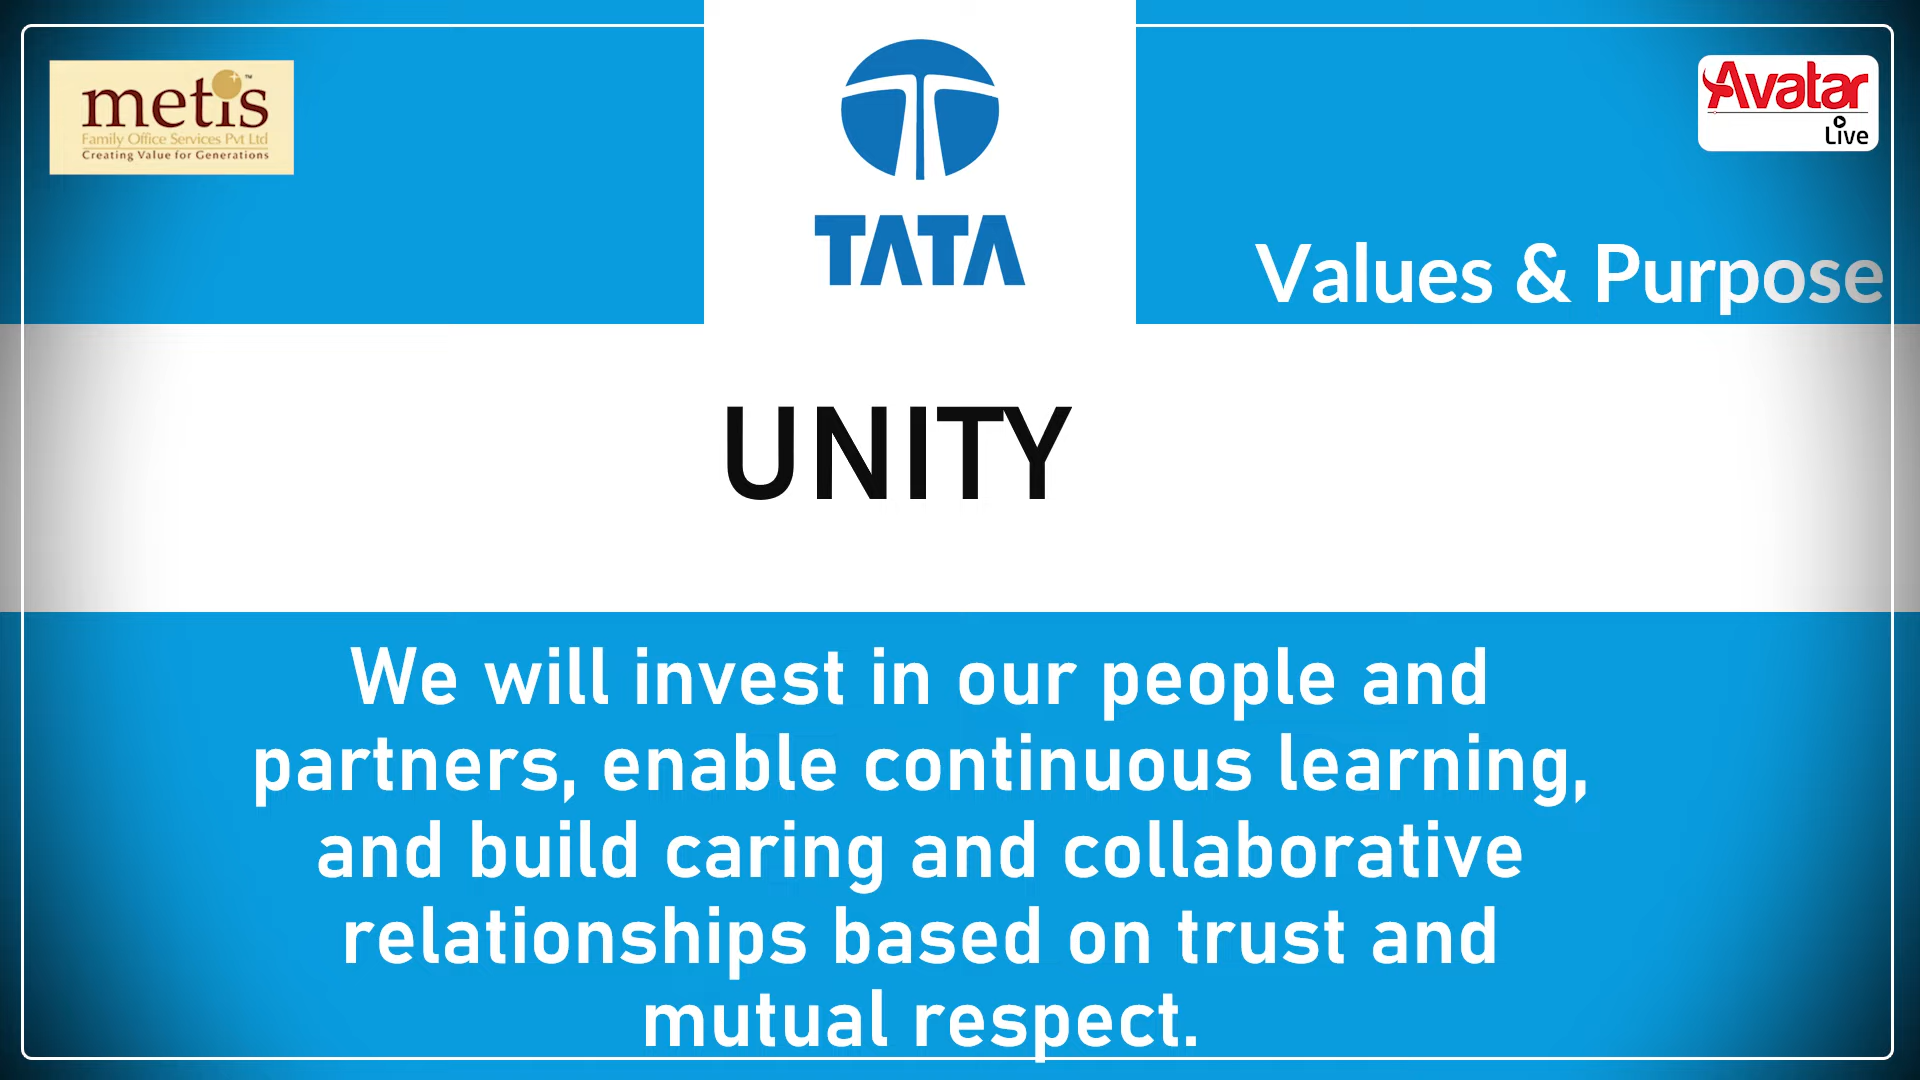 metis™
Family Office Services Pvt Ltd
Creating Value for Generations
TATA
Avatar
Live
Values & Purpose
UNITY
We will invest in our people and
partners, enable continuous learning,
and build caring and collaborative
relationships based on trust and
mutual respect.